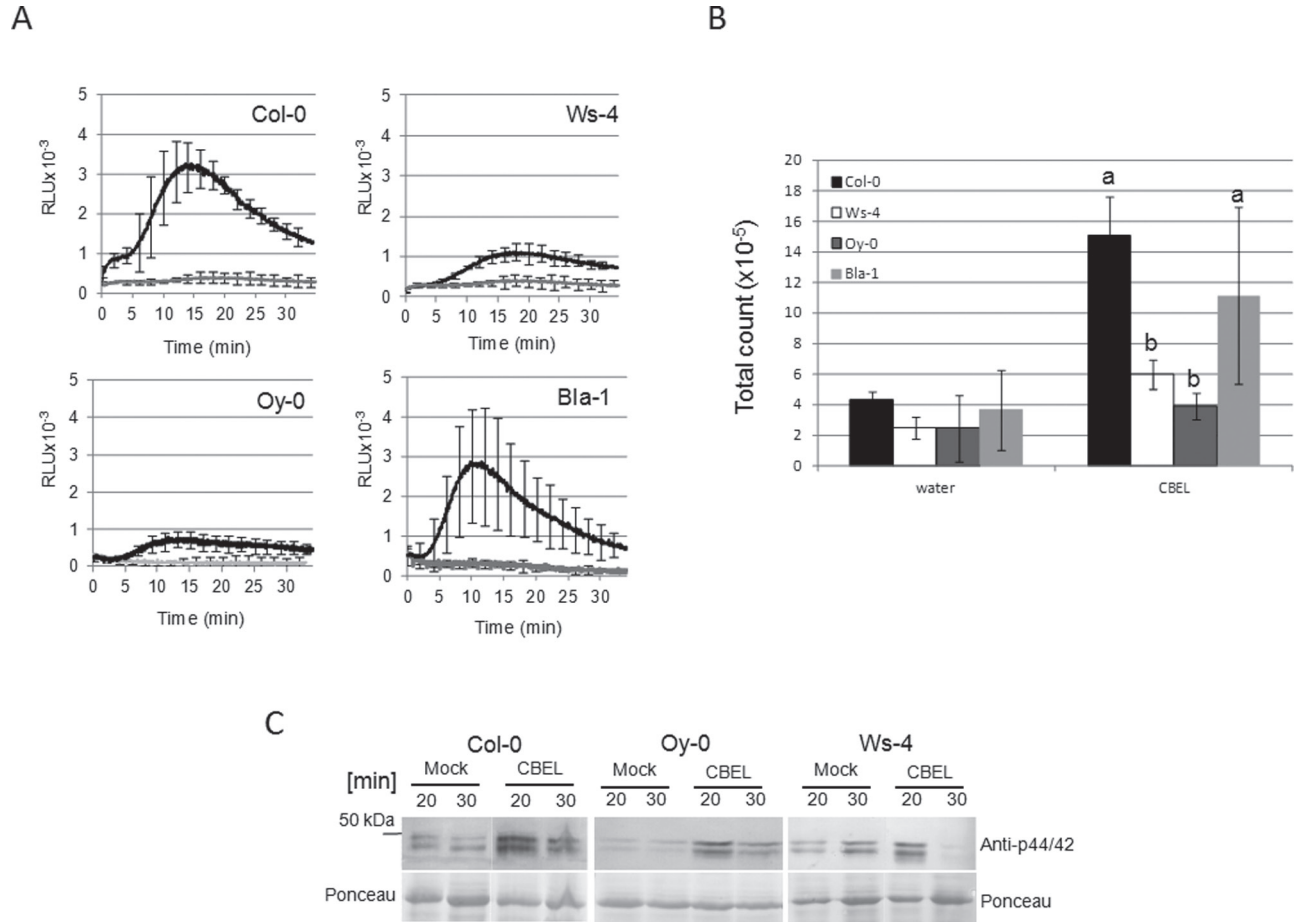 A
B
5
4
3
2
1
0
RLUx10-3
Col-0
0 5 10 15 20 25 30
Time (min)
5
4
3
2
1
0
RLUx10-3
Ws-4
0 5 10 15 20 25 30
Time (min)
5
4
3
2
1
0
RLUx10-3
Oy-0
0 5 10 15 20 25 30
Time (min)
5
4
3
2
1
0
RLUx10-3
Bla-1
0 5 10 15 20 25 30
Time (min)
Total count (x10-5)
20
18
16
14
12
10
8
6
4
2
0
Col-0
Ws-4
Oy-0
Bla-1
a
b
b
a
water
CBEL
C
Col-0
Oy-0
Ws-4
[min]
Mock CBEL Mock CBEL Mock CBEL
20 30 20 30 20 30 20 30 20 30 20 30
50 kDa
Anti-p44/42
Ponceau
Ponceau